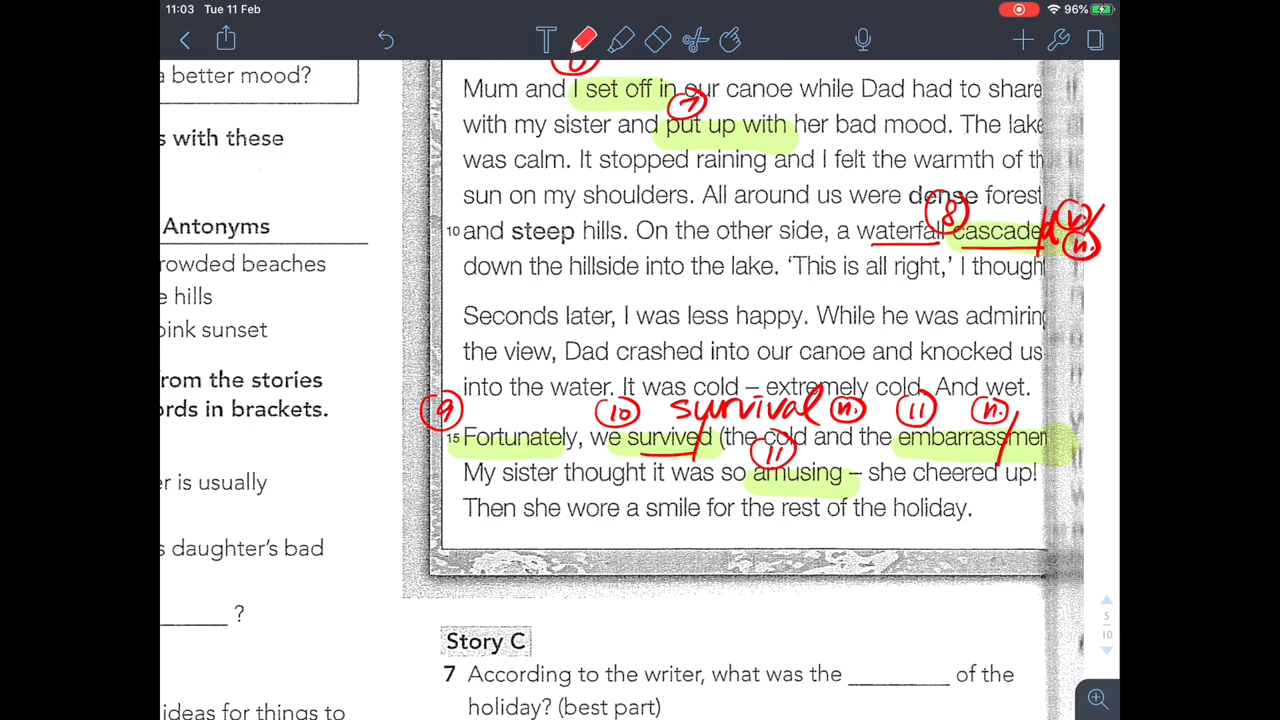 11:03 Tue 11 Feb
96%
a better mood?
s with these
Antonyms
rowded beaches
e hills
pink sunset
rom the stories
ords in brackets.
er is usually
s daughter's bad
________ ?
ideas for things to
6
Mum and I set off in our canoe while Dad had to share
7
with my sister and put up with her bad mood. The lake
was calm. It stopped raining and I felt the warmth of th
sun on my shoulders. All around us were dense forest
8
v./
10 and steep hills. On the other side, a waterfall cascaded
n.
down the hillside into the lake. 'This is all right,' I though
Seconds later, I was less happy. While he was admirin
the view, Dad crashed into our canoe and knocked us
into the water. It was cold – extremely cold. And wet.
9 10 survival n. 11 n.
15 Fortunately, we survived (the cold and the embarrassmen
11
My sister thought it was so amusing – she cheered up!
Then she wore a smile for the rest of the holiday.
Story C
7 According to the writer, what was the ________ of the
holiday? (best part)
5
10